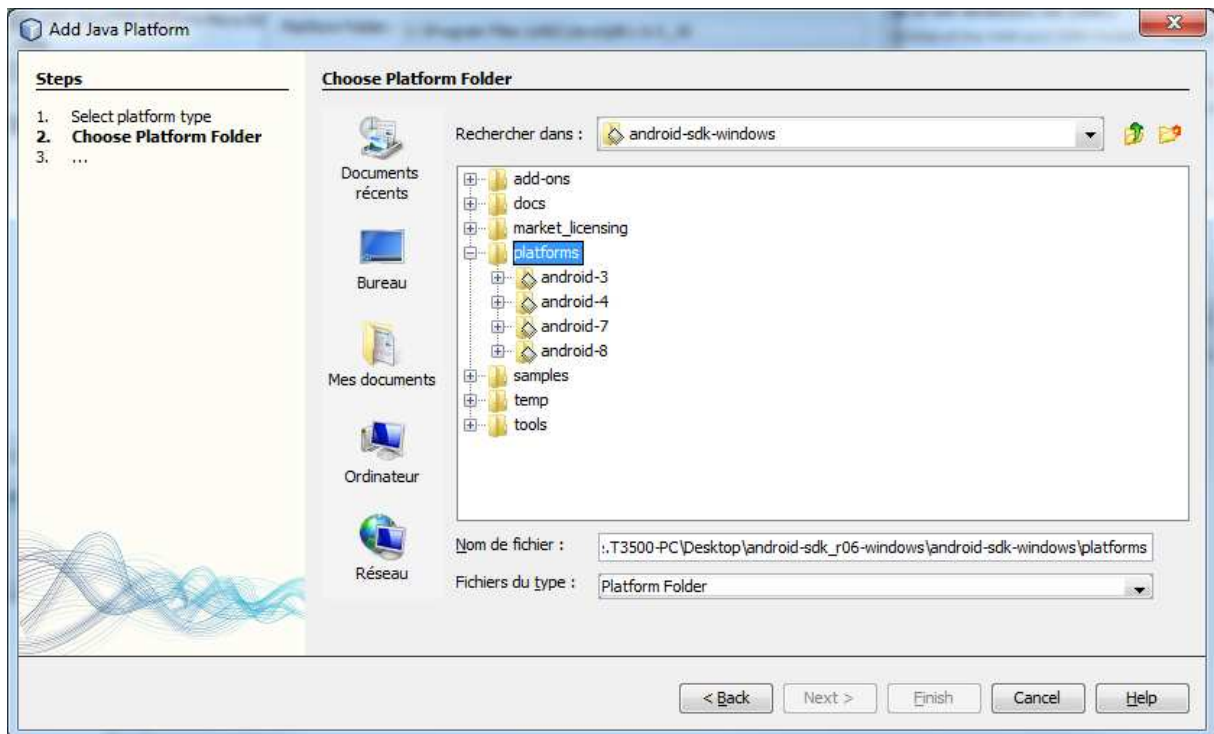 Add Java Platform
Steps
1. Select platform type
2. Choose Platform Folder
3. ...
Choose Platform Folder
Documents
récents
Bureau
Mes documents
Ordinateur
Réseau
Rechercher dans : android-sdk-windows
add-ons
docs
market_licensing
platforms
android-3
android-4
android-7
android-8
samples
temp
tools
Nom de fichier : :.T3500-PC\Desktop\android-sdk_r06-windows\android-sdk-windows\platforms
Fichiers du type : Platform Folder
< Back Next > Finish Cancel Help